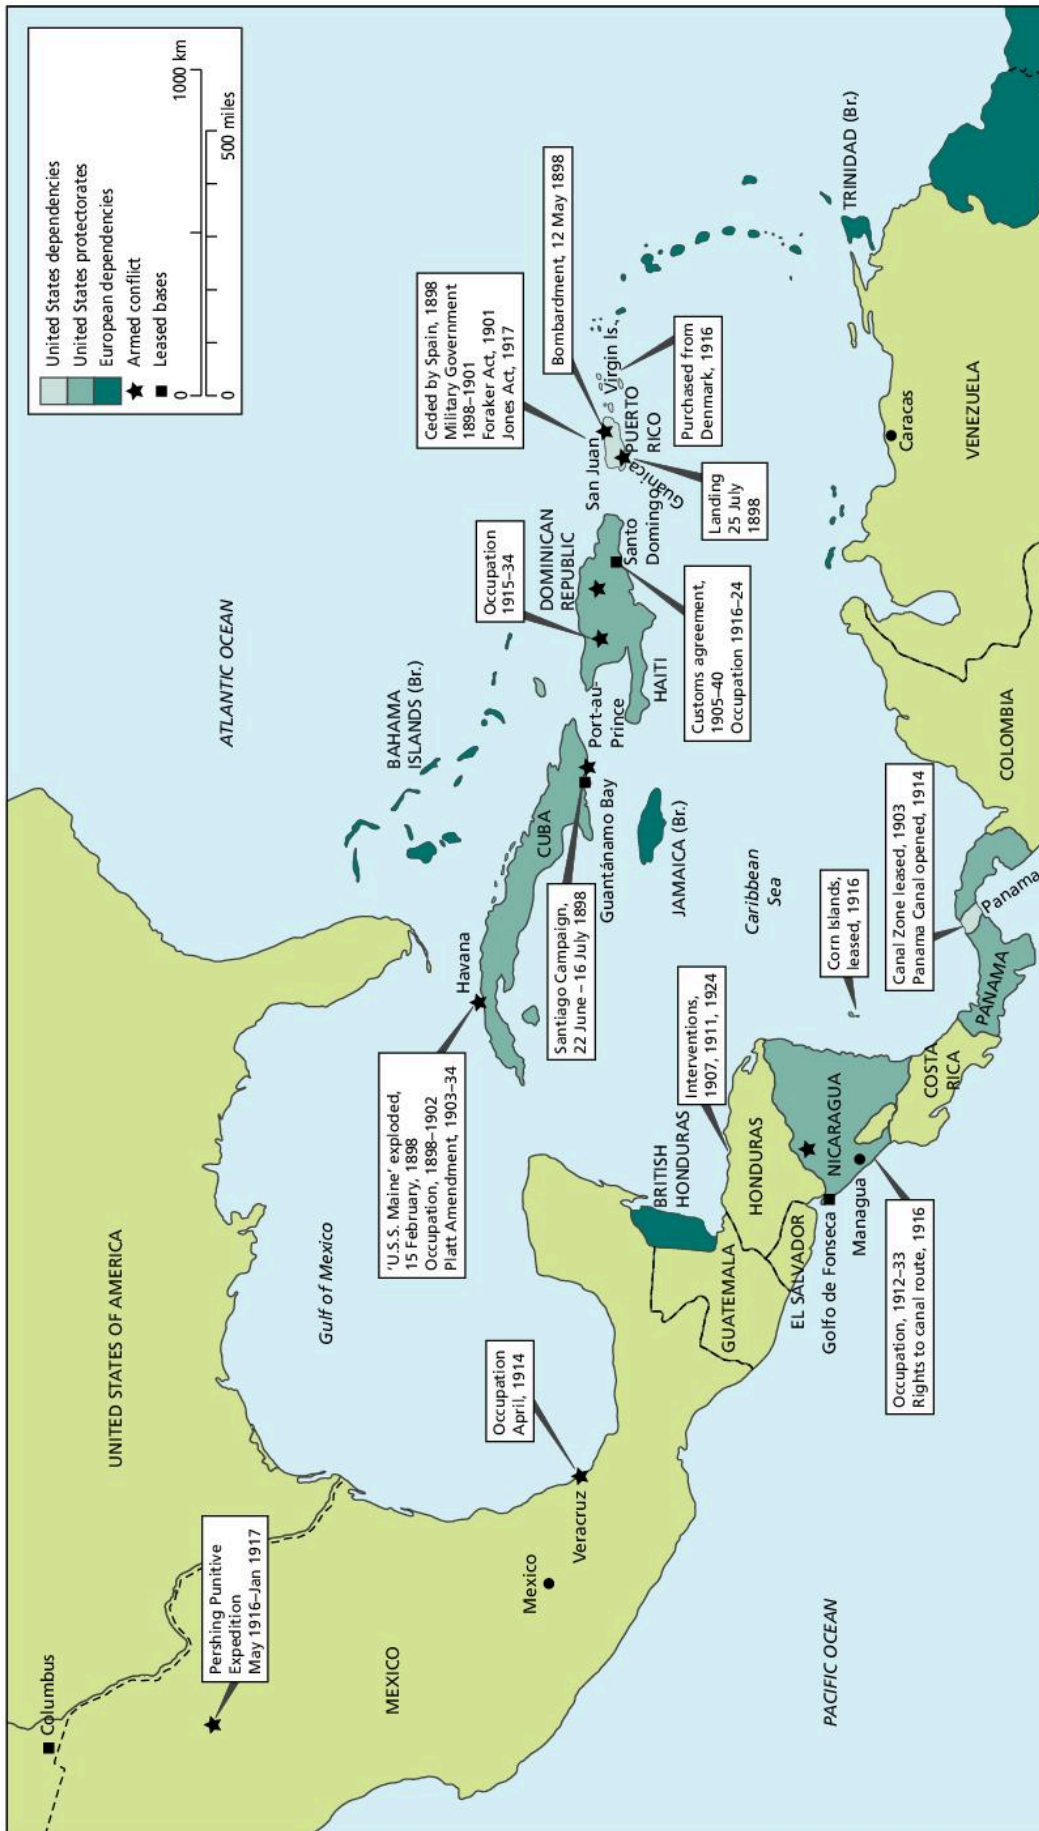 United States dependencies
United States protectorates
European dependencies
Armed conflict
Leased bases
0
1000 km
0
500 miles
Columbus
UNITED STATES OF AMERICA
Pershing Punitive
Expedition
May 1916–Jan 1917
MEXICO
Gulf of Mexico
ATLANTIC OCEAN
BAHAMA
ISLANDS (Br.)
'U.S.S. Maine' exploded,
15 February, 1898
Occupation, 1898–1902
Platt Amendment, 1903–34
Havana
Occupation
April, 1914
Veracruz
Mexico
CUBA
Santiago Campaign,
22 June – 16 July 1898
Guantánamo Bay
Port-au-
Prince
HAITI
Occupation
1915–34
DOMINICAN
REPUBLIC
Santo
Domingo
Ceded by Spain, 1898
Military Government
1898–1901
Foraker Act, 1901
Jones Act, 1917
Bombardment, 12 May 1898
San Juan
PUERTO
RICO
Guánica
Virgin Is.
Purchased from
Denmark, 1916
Landing
25 July
1898
Customs agreement,
1905–40
Occupation 1916–24
JAMAICA (Br.)
Caribbean
Sea
BRITISH
HONDURAS
Interventions,
1907, 1911, 1924
HONDURAS
GUATEMALA
EL SALVADOR
Golfo de Fonseca
NICARAGUA
Managua
Occupation, 1912–33
Rights to canal route, 1916
Corn Islands,
leased, 1916
COSTA
RICA
Canal Zone leased, 1903
Panama Canal opened, 1914
PANAMA
Panama
COLOMBIA
Caracas
VENEZUELA
TRINIDAD (Br.)
PACIFIC OCEAN